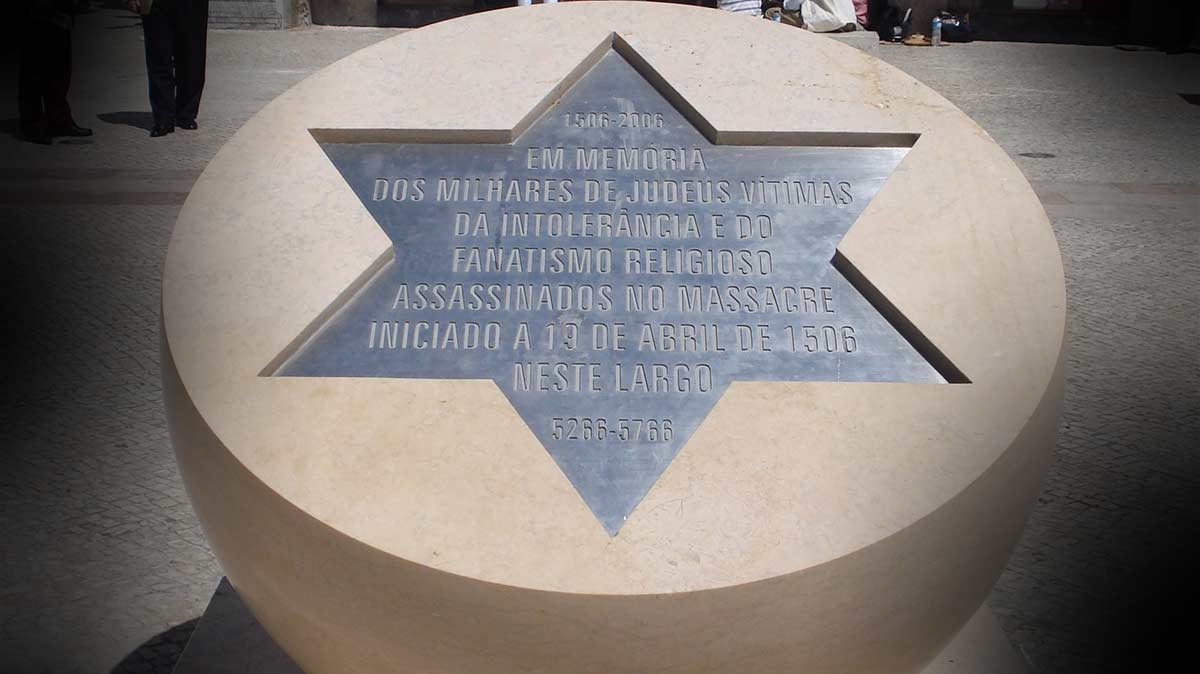 1506-2006
EM MEMÓRIA
DOS MILHARES DE JUDEUS VÍTIMAS
DA INTOLERÂNCIA E DO
FANATISMO RELIGIOSO
ASSASSINADOS NO MASSACRE
INICIADO A 19 DE ABRIL DE 1506
NESTE LARGO
5266-5766